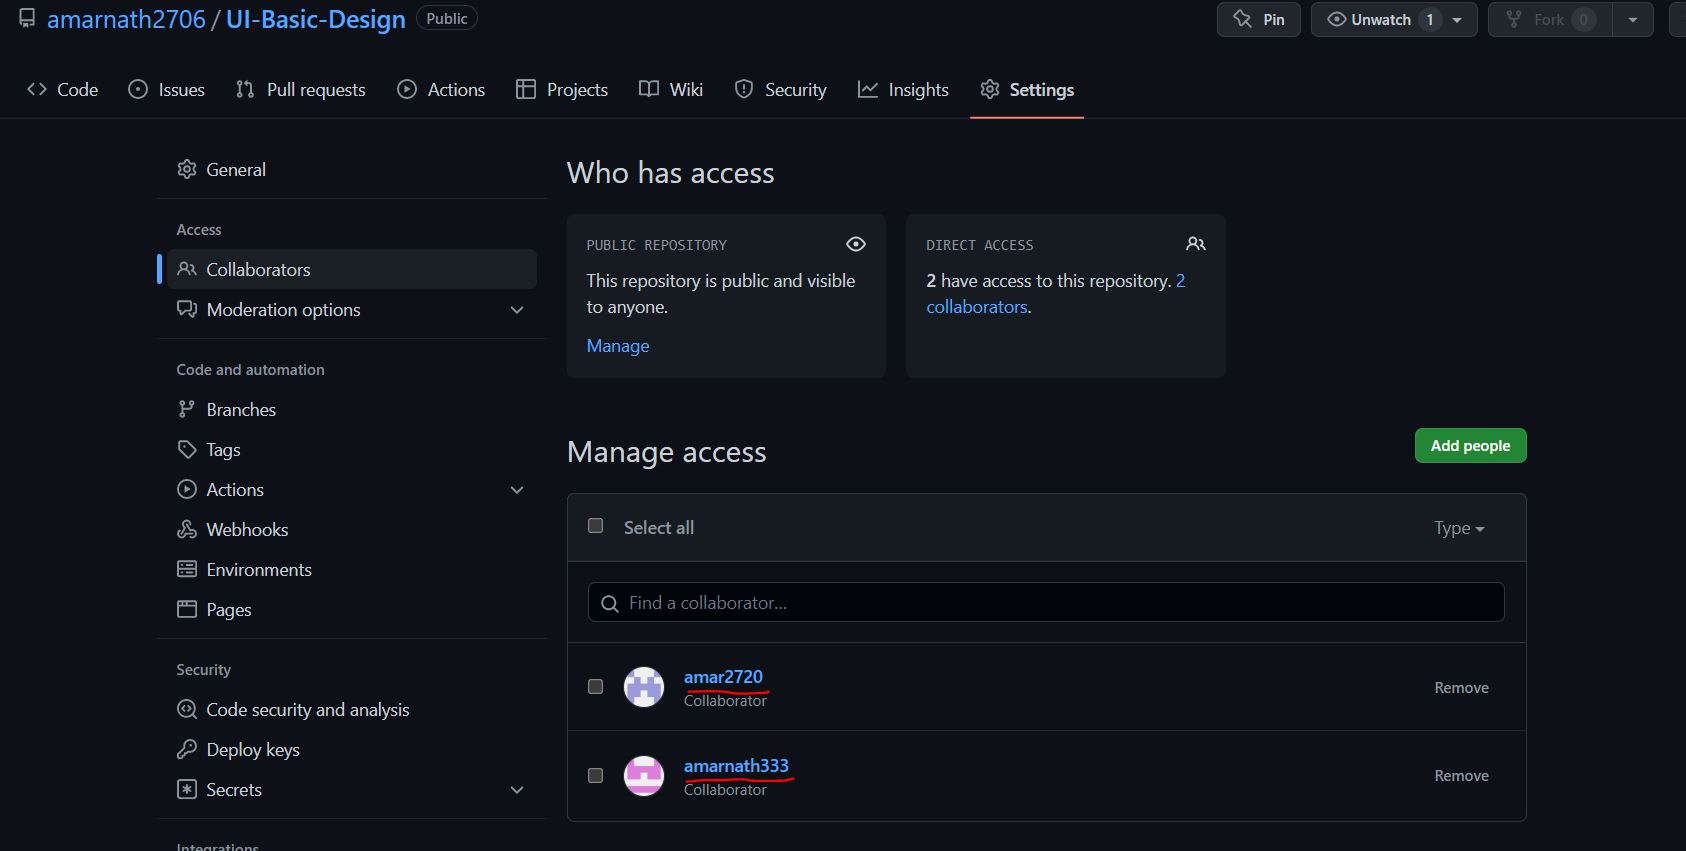 amarnath2706 / UI-Basic-Design Public
Pin Unwatch 1 Fork 0
Code Issues Pull requests Actions Projects Wiki Security Insights Settings
General
Access
Collaborators
Moderation options
Code and automation
Branches
Tags
Actions
Webhooks
Environments
Pages
Security
Code security and analysis
Deploy keys
Secrets
Integrations
Who has access
PUBLIC REPOSITORY
This repository is public and visible
to anyone.
Manage
DIRECT ACCESS
2 have access to this repository. 2
collaborators.
Manage access
Add people
Select all
Type
Find a collaborator...
amar2720
Collaborator
Remove
amarnath333
Collaborator
Remove